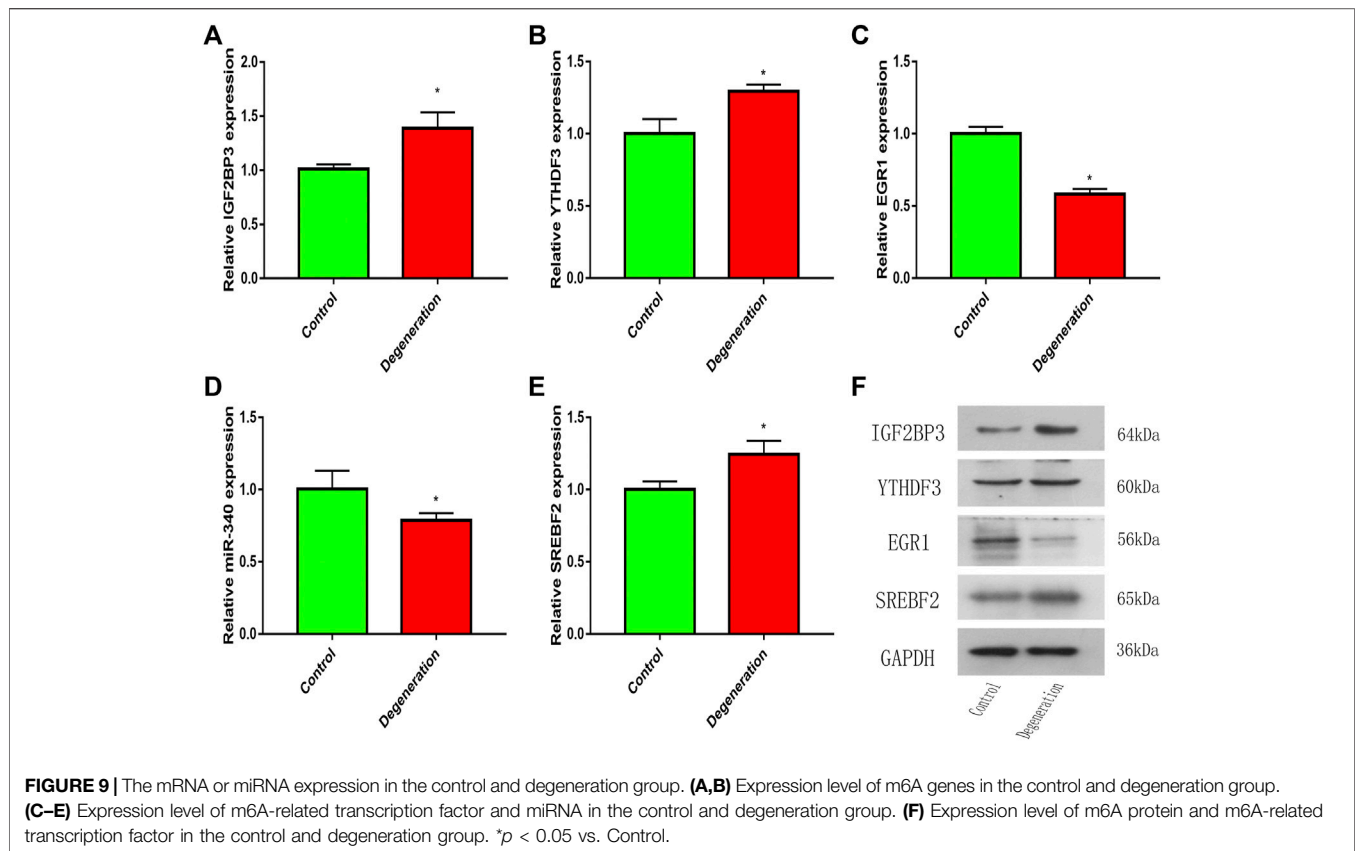 A
Relative IGF2BP3 expression
2.0
1.5
1.0
0.5
0.0
*
Control
Degeneration
B
Relative YTHDF3 expression
1.5
1.0
0.5
0.0
*
Control
Degeneration
C
Relative EGR1 expression
1.5
1.0
0.5
0.0
*
Control
Degeneration
D
Relative miR-340 expression
1.5
1.0
0.5
0.0
*
Control
Degeneration
E
Relative SREBF2 expression
1.5
1.0
0.5
0.0
*
Control
Degeneration
F
IGF2BP3 64kDa
YTHDF3 60kDa
EGR1 56kDa
SREBF2 65kDa
GAPDH 36kDa
Control
Degeneration
FIGURE 9 | The mRNA or miRNA expression in the control and degeneration group. (A,B) Expression level of m6A genes in the control and degeneration group.
(C–E) Expression level of m6A-related transcription factor and miRNA in the control and degeneration group. (F) Expression level of m6A protein and m6A-related
transcription factor in the control and degeneration group. *p < 0.05 vs. Control.